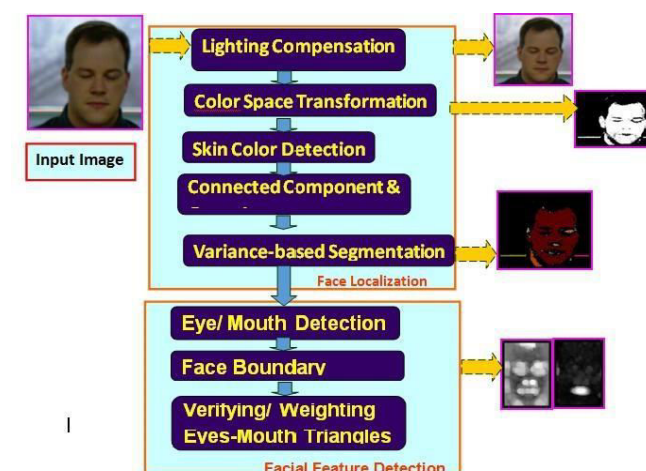 Lighting Compensation
Color Space Transformation
Input Image
Skin Color Detection
Connected Component &
Variance-based Segmentation
Face Localization
Eye/ Mouth Detection
Face Boundary
Verifying/ Weighting
Eyes-Mouth Triangles
Facial Feature Detection